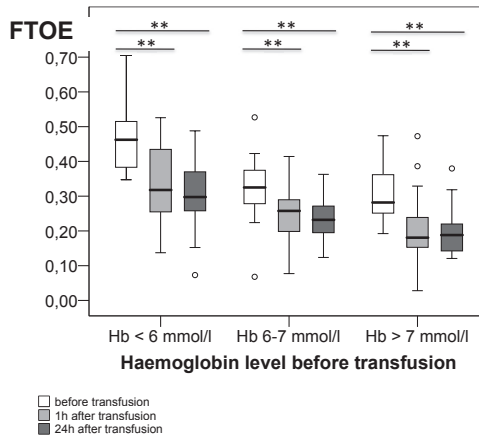 FTOE
** ** **
** ** **
0,70
0,60
0,50
0,40
0,30
0,20
0,10
0,00
Hb < 6 mmol/l Hb 6-7 mmol/l Hb > 7 mmol/l
Haemoglobin level before transfusion
before transfusion
1h after transfusion
24h after transfusion